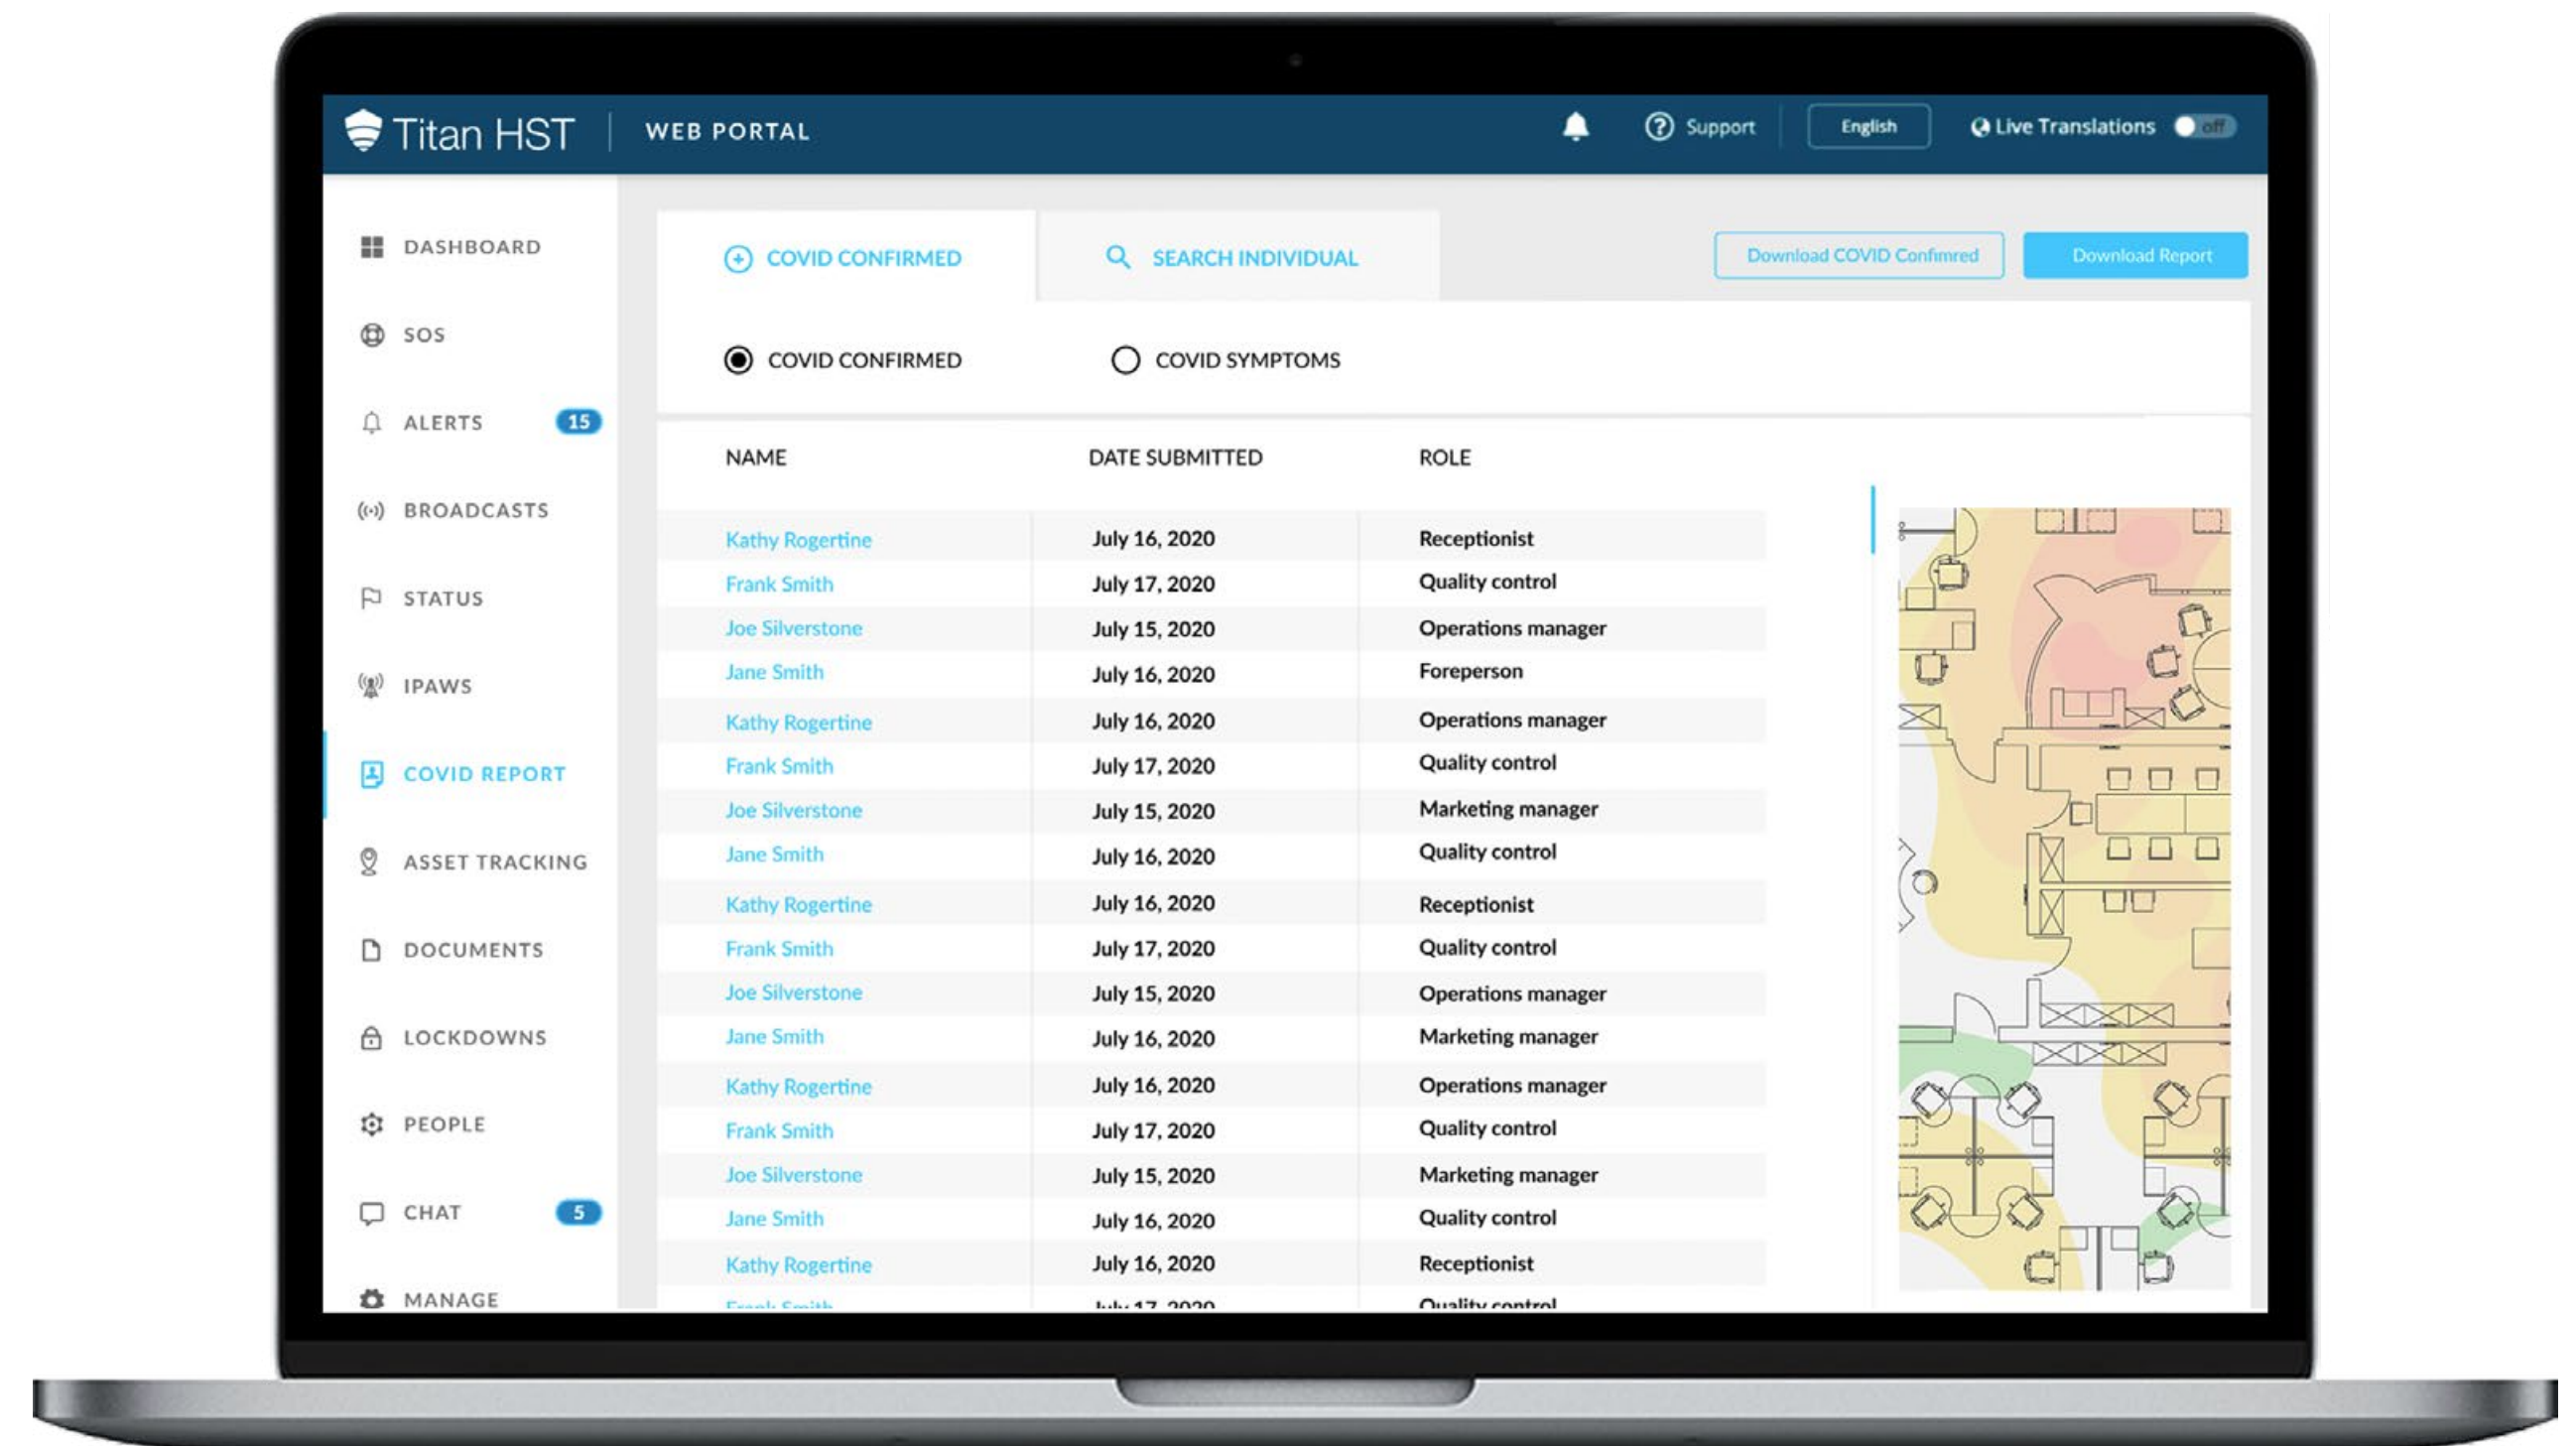 Titan HST
WEB PORTAL
Support
English
Live Translations
off
DASHBOARD
SOS
ALERTS 15
BROADCASTS
STATUS
IPAWS
COVID REPORT
ASSET TRACKING
DOCUMENTS
LOCKDOWNS
PEOPLE
CHAT 5
MANAGE
COVID CONFIRMED
SEARCH INDIVIDUAL
Download COVID Confimred
Download Report
COVID CONFIRMED
COVID SYMPTOMS
NAME DATE SUBMITTED ROLE
Kathy Rogertine July 16, 2020 Receptionist
Frank Smith July 17, 2020 Quality control
Joe Silverstone July 15, 2020 Operations manager
Jane Smith July 16, 2020 Foreperson
Kathy Rogertine July 16, 2020 Operations manager
Frank Smith July 17, 2020 Quality control
Joe Silverstone July 15, 2020 Marketing manager
Jane Smith July 16, 2020 Quality control
Kathy Rogertine July 16, 2020 Receptionist
Frank Smith July 17, 2020 Quality control
Joe Silverstone July 15, 2020 Operations manager
Jane Smith July 16, 2020 Marketing manager
Kathy Rogertine July 16, 2020 Operations manager
Frank Smith July 17, 2020 Quality control
Joe Silverstone July 15, 2020 Marketing manager
Jane Smith July 16, 2020 Quality control
Kathy Rogertine July 16, 2020 Receptionist
Frank Smith July 17, 2020 Quality control